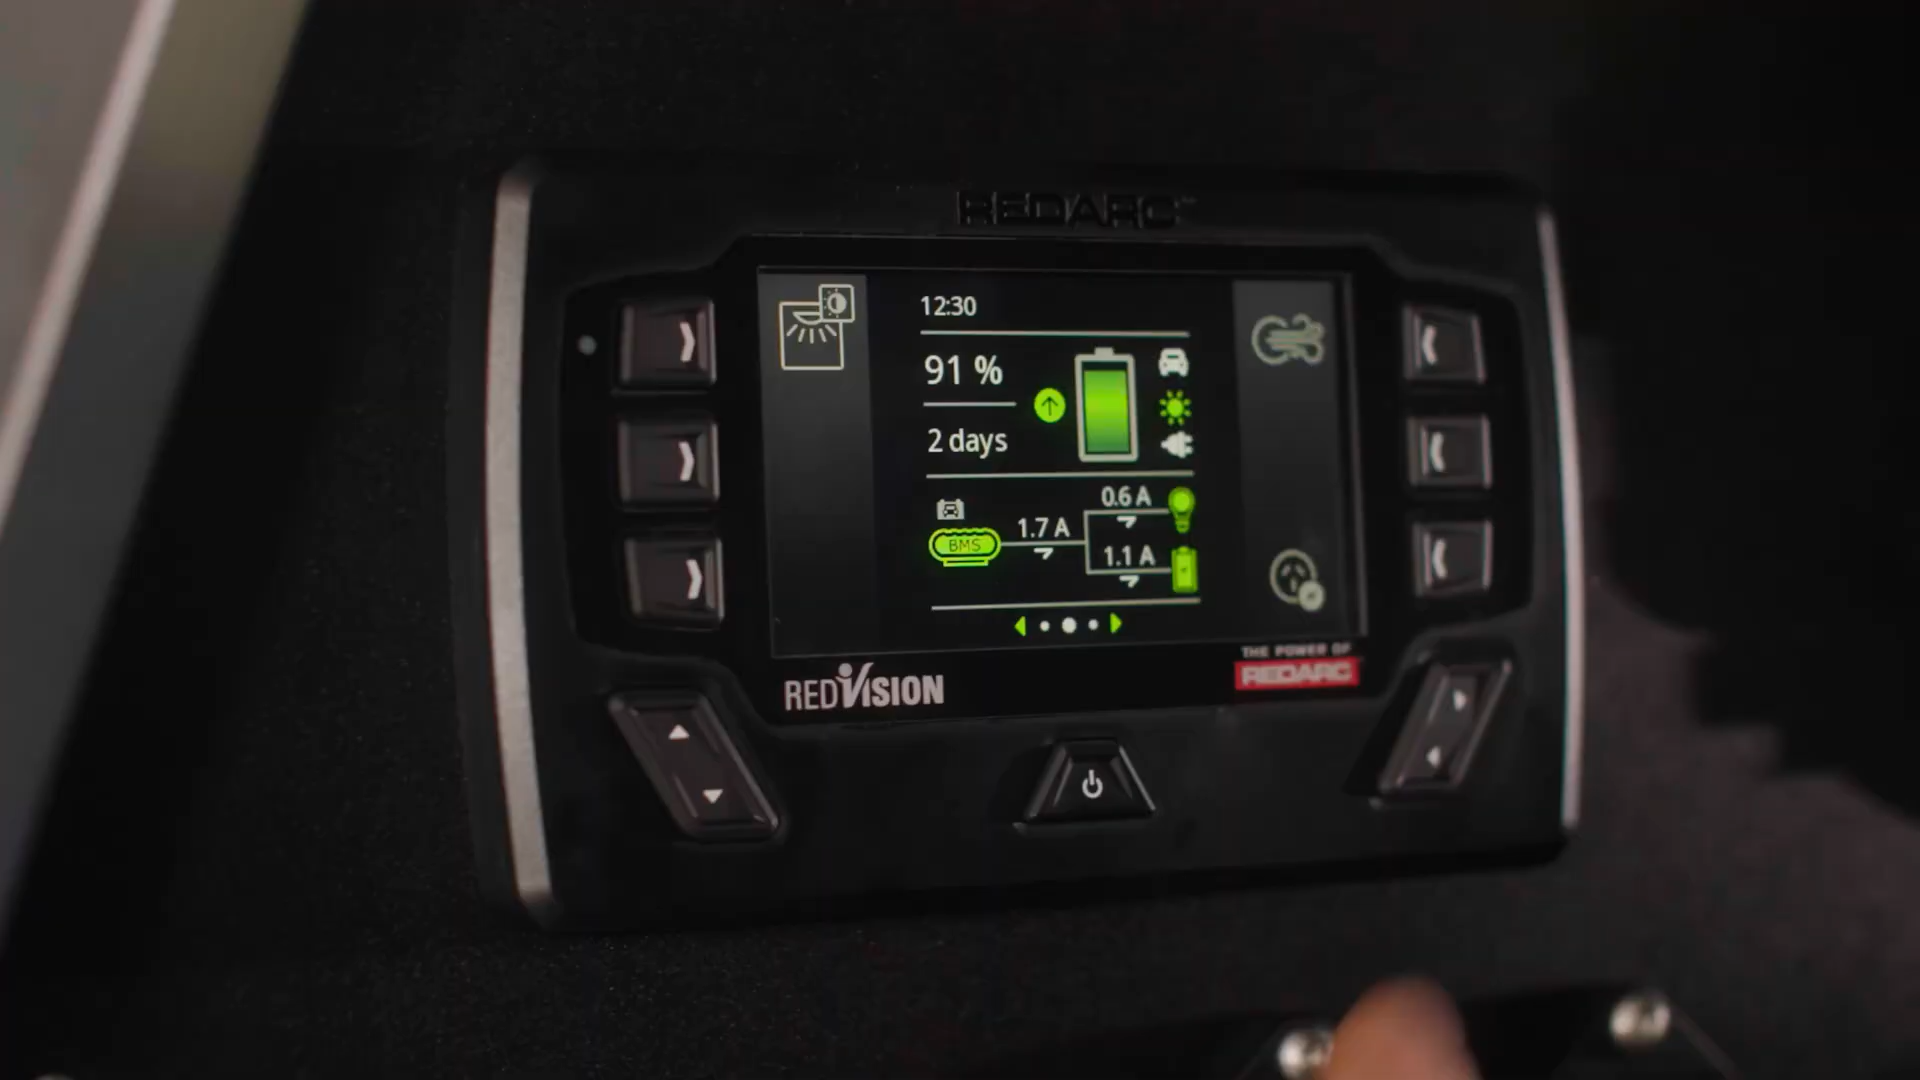 REDARC
12:30
91 %
2 days
0.6 A
1.7 A
BMS
1.1 A
REDVISION
THE POWER OF
REDARC